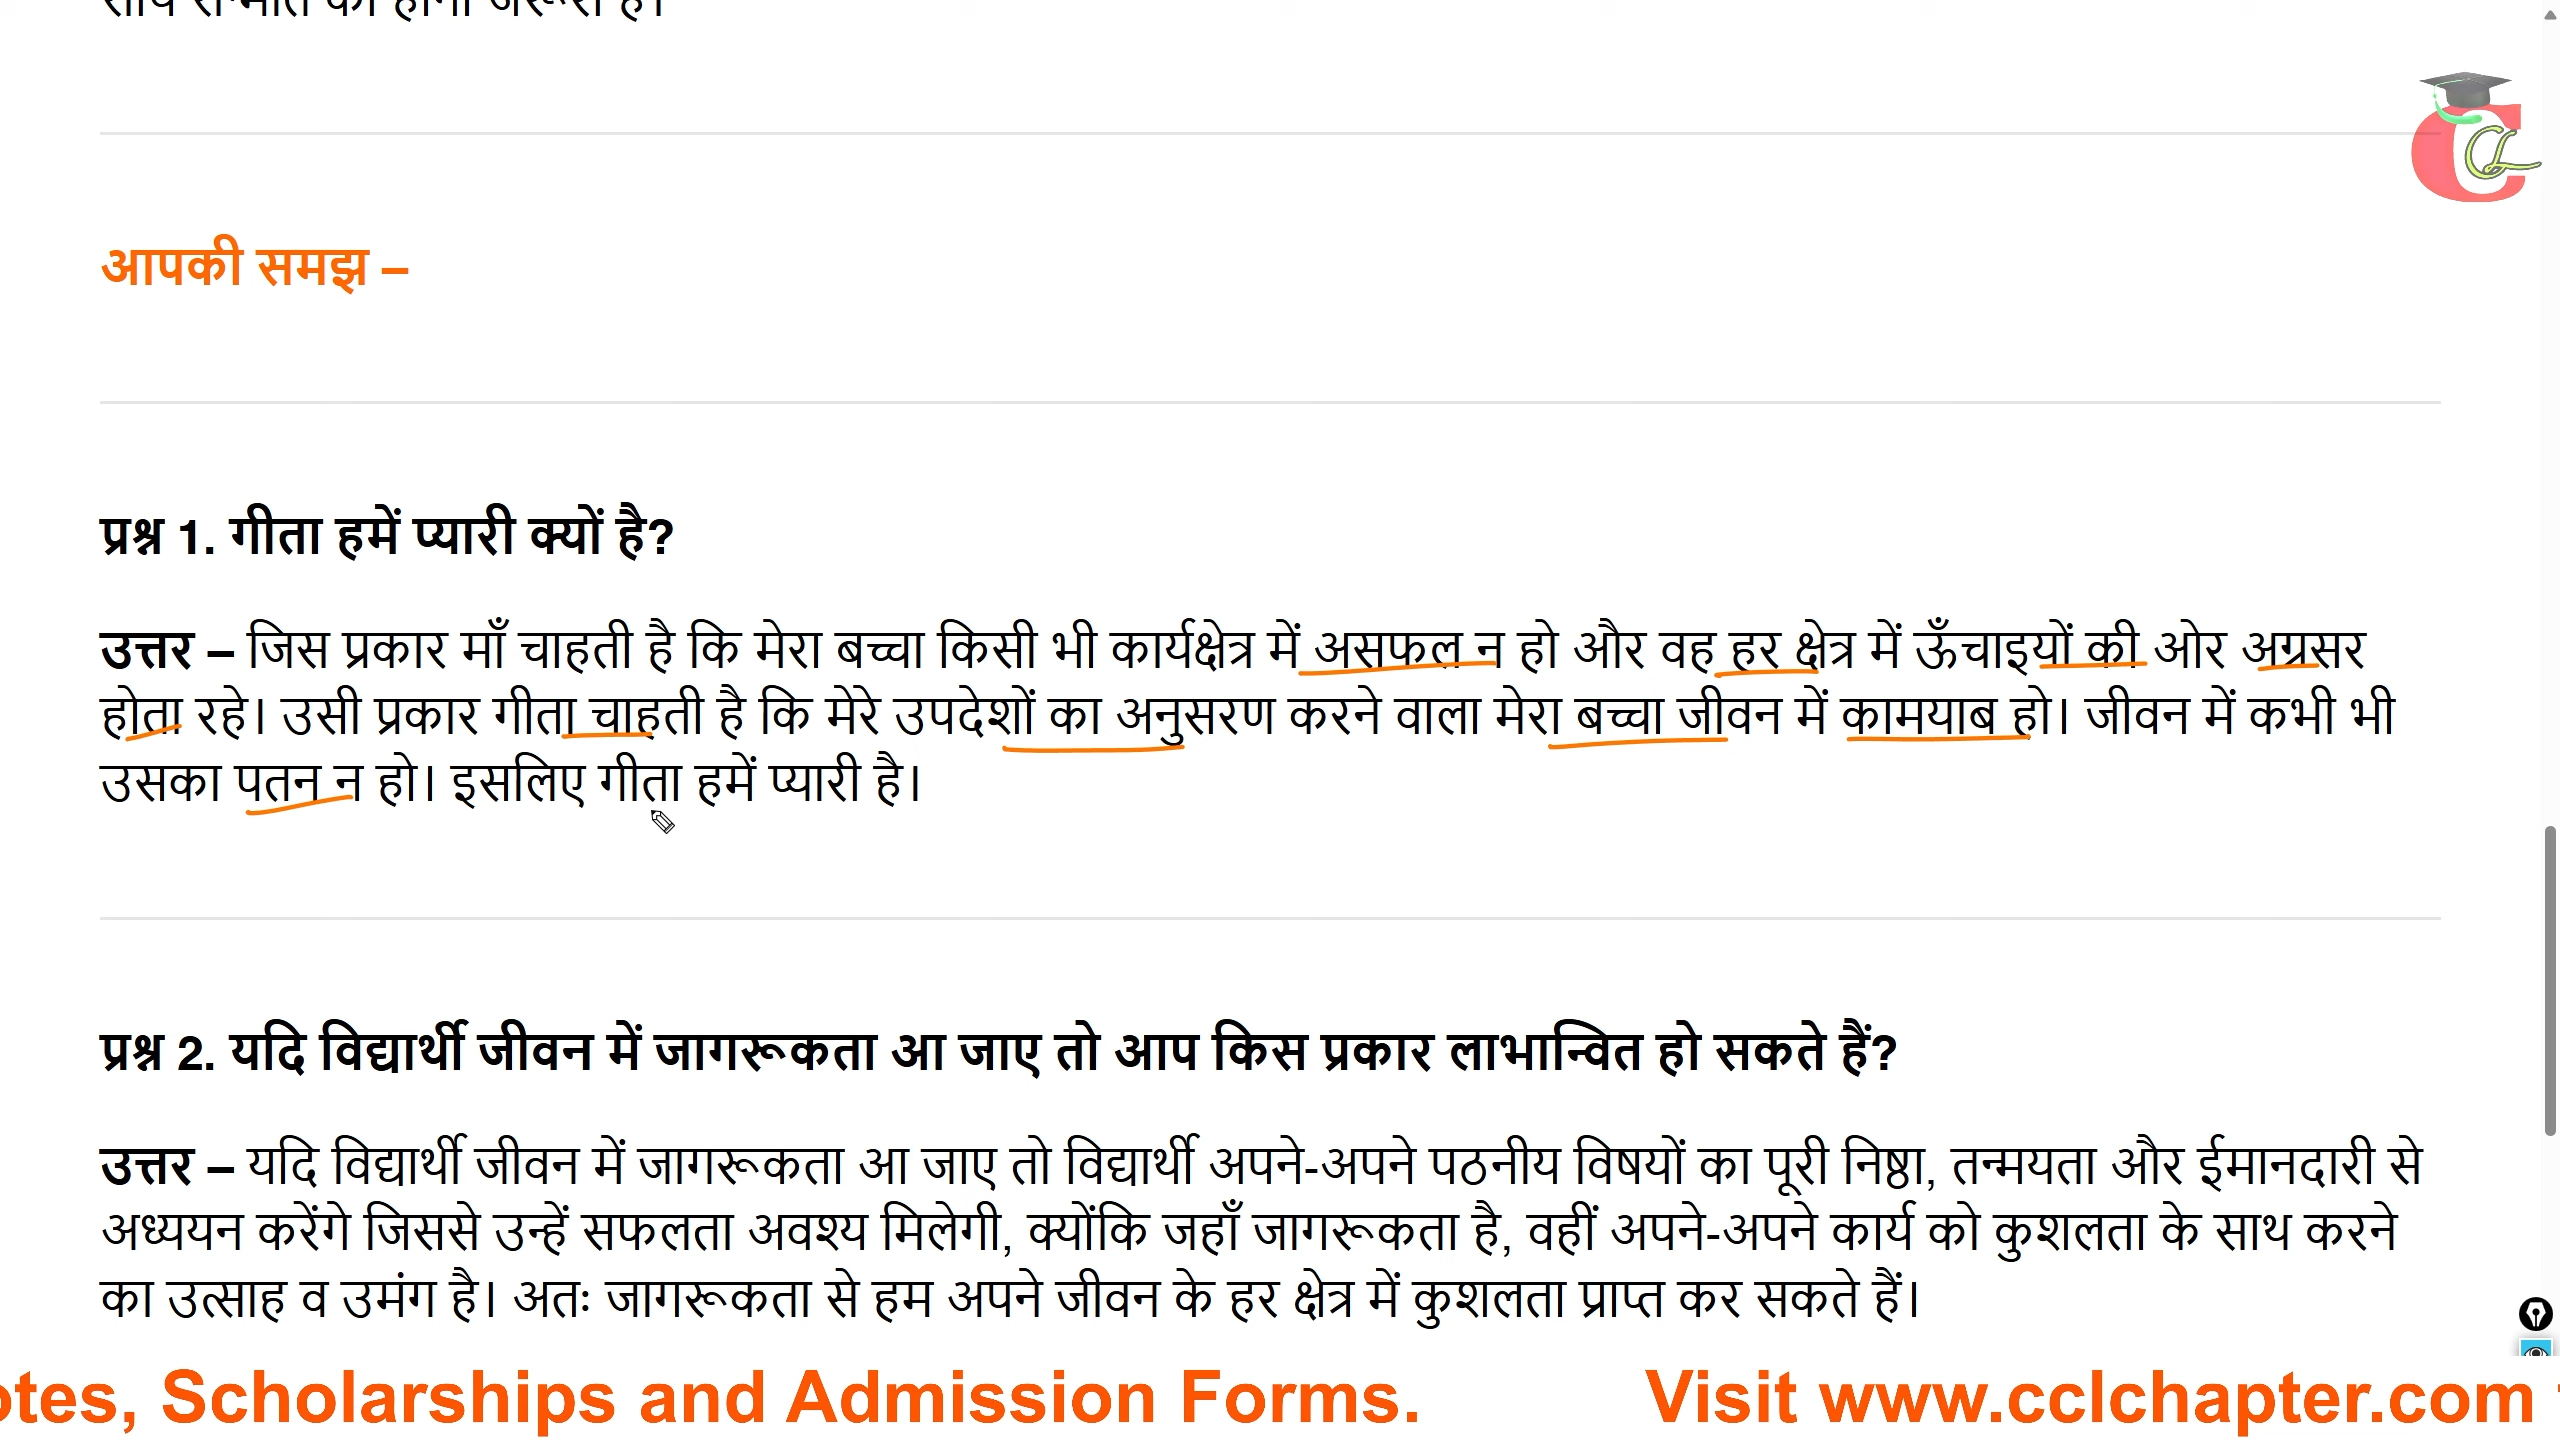 आपकी समझ –
प्रश्न 1. गीता हमें प्यारी क्यों है?
उत्तर – जिस प्रकार माँ चाहती है कि मेरा बच्चा किसी भी कार्यक्षेत्र में असफल न हो और वह हर क्षेत्र में ऊँचाइयों की ओर अग्रसर
होता रहे। उसी प्रकार गीता चाहती है कि मेरे उपदेशों का अनुसरण करने वाला मेरा बच्चा जीवन में कामयाब हो। जीवन में कभी भी
उसका पतन न हो। इसलिए गीता हमें प्यारी है।
प्रश्न 2. यदि विद्यार्थी जीवन में जागरूकता आ जाए तो आप किस प्रकार लाभान्वित हो सकते हैं?
उत्तर – यदि विद्यार्थी जीवन में जागरूकता आ जाए तो विद्यार्थी अपने-अपने पठनीय विषयों का पूरी निष्ठा, तन्मयता और ईमानदारी से
अध्ययन करेंगे जिससे उन्हें सफलता अवश्य मिलेगी, क्योंकि जहाँ जागरूकता है, वहीं अपने-अपने कार्य को कुशलता के साथ करने
का उत्साह व उमंग है। अतः जागरूकता से हम अपने जीवन के हर क्षेत्र में कुशलता प्राप्त कर सकते हैं।
otes, Scholarships and Admission Forms. Visit www.cclchapter.com